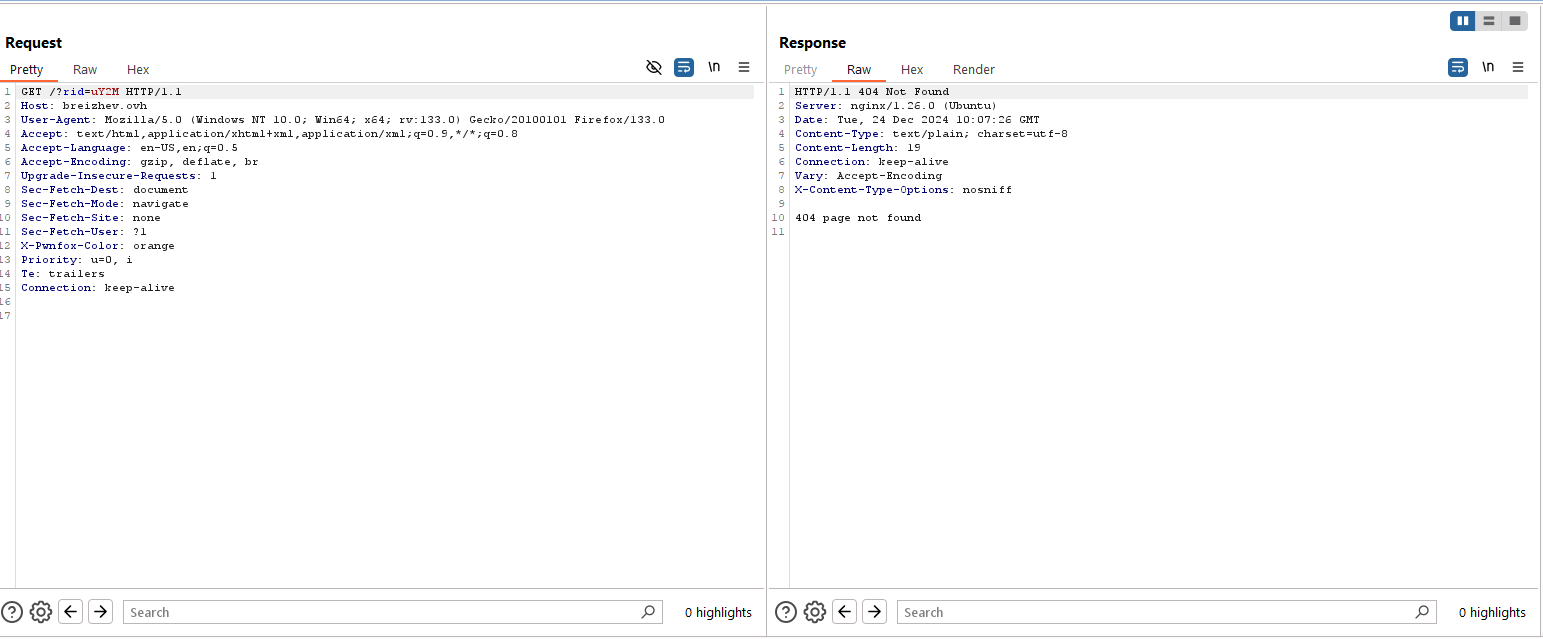 Request
Pretty Raw Hex \n
1 GET /?rid=uY2M HTTP/1.1
2 Host: breizhev.ovh
3 User-Agent: Mozilla/5.0 (Windows NT 10.0; Win64; x64; rv:133.0) Gecko/20100101 Firefox/133.0
4 Accept: text/html,application/xhtml+xml,application/xml;q=0.9,*/*;q=0.8
5 Accept-Language: en-US,en;q=0.5
6 Accept-Encoding: gzip, deflate, br
7 Upgrade-Insecure-Requests: 1
8 Sec-Fetch-Dest: document
9 Sec-Fetch-Mode: navigate
10 Sec-Fetch-Site: none
11 Sec-Fetch-User: ?1
12 X-Pwnfox-Color: orange
13 Priority: u=0, i
14 Te: trailers
15 Connection: keep-alive
16
17
? Search 0 highlights
Response
Pretty Raw Hex Render \n
1 HTTP/1.1 404 Not Found
2 Server: nginx/1.26.0 (Ubuntu)
3 Date: Tue, 24 Dec 2024 10:07:26 GMT
4 Content-Type: text/plain; charset=utf-8
5 Content-Length: 19
6 Connection: keep-alive
7 Vary: Accept-Encoding
8 X-Content-Type-Options: nosniff
9
10 404 page not found
11
? Search 0 highlights